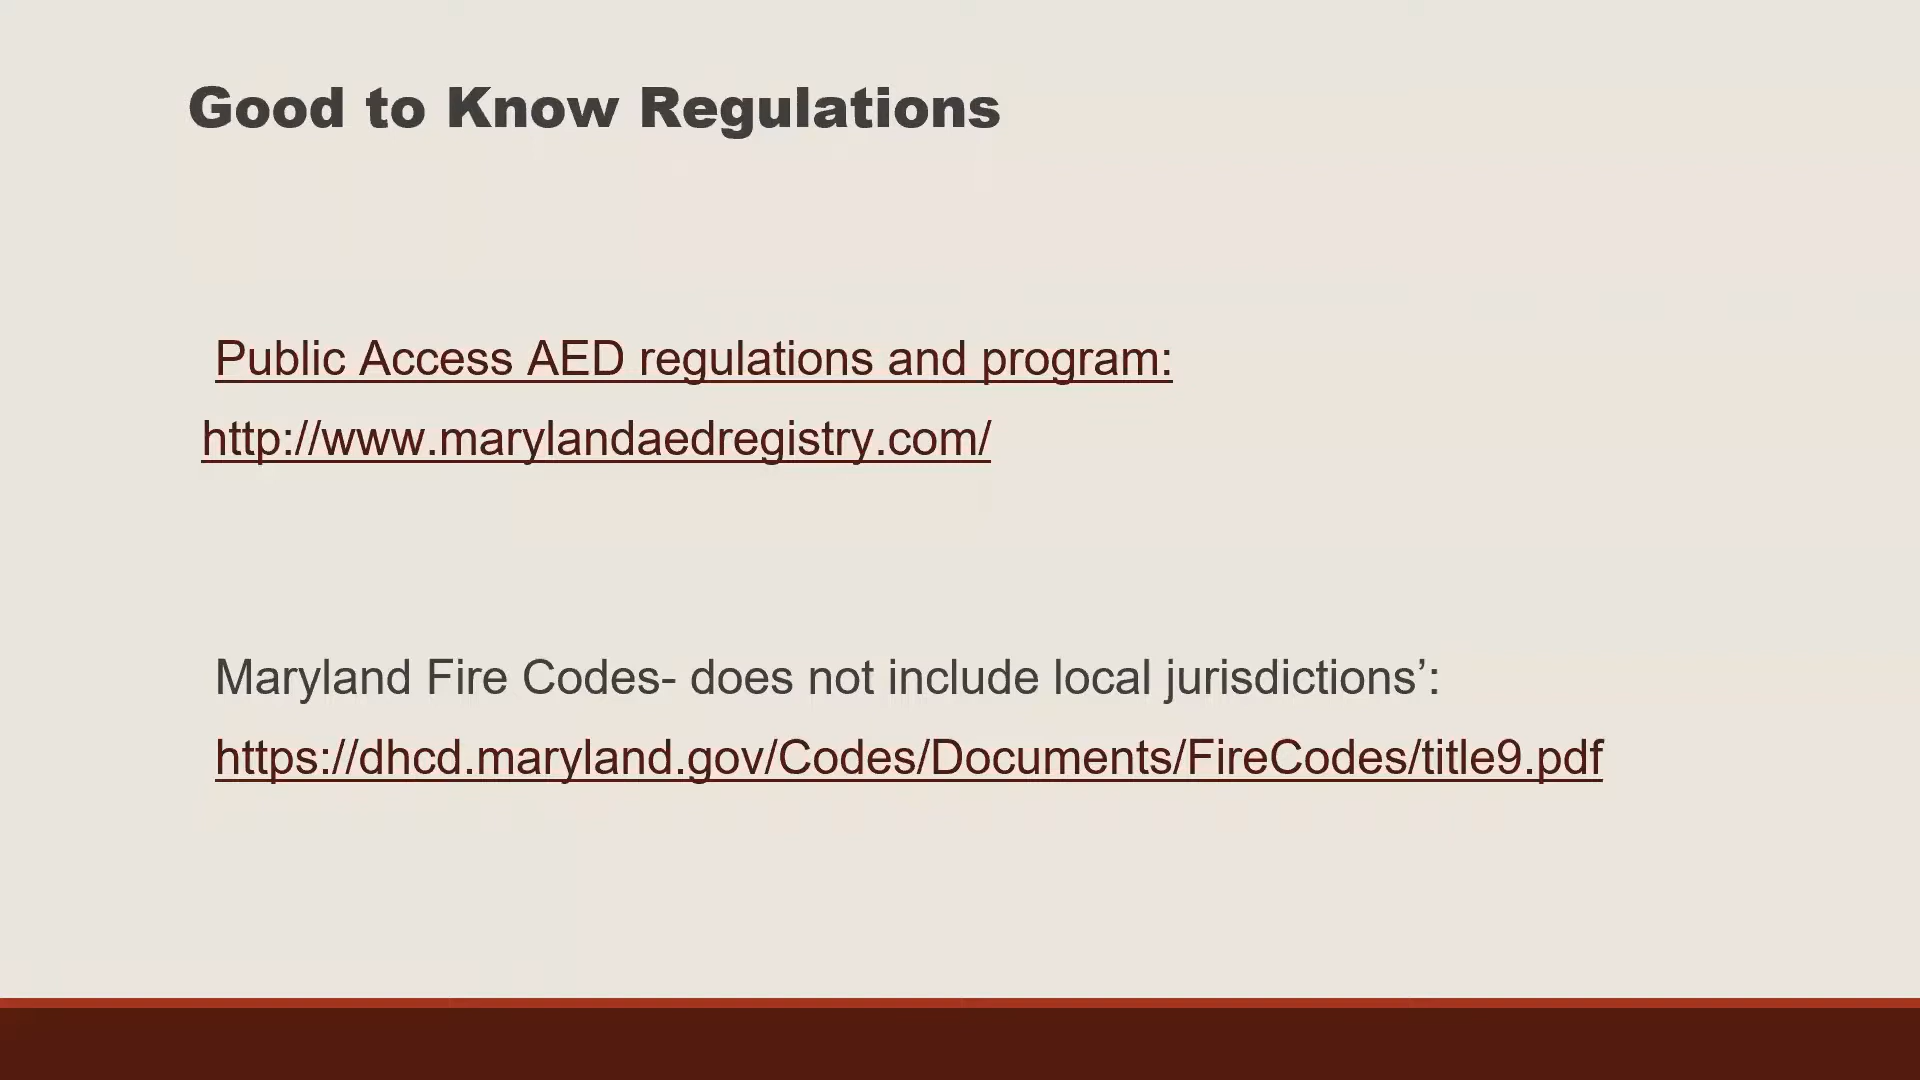 Good to Know Regulations
Public Access AED regulations and program:
http://www.marylandaedregistry.com/
Maryland Fire Codes- does not include local jurisdictions’:
https://dhcd.maryland.gov/Codes/Documents/FireCodes/title9.pdf